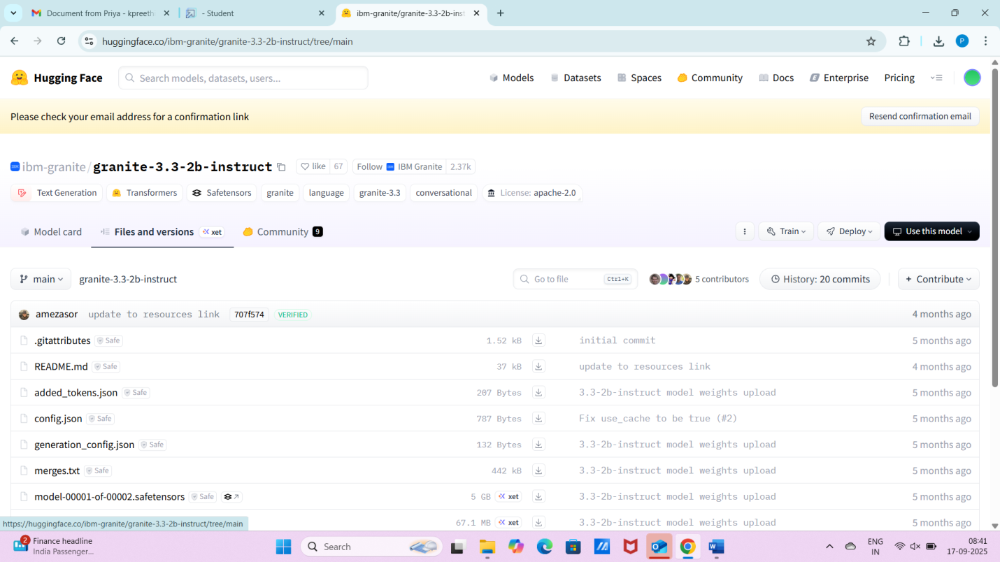 Document from Priya - kpreeth
- Student
ibm-granite/granite-3.3-2b-inst
huggingface.co/ibm-granite/granite-3.3-2b-instruct/tree/main
P
Hugging Face
Search models, datasets, users...
Models
Datasets
Spaces
Community
Docs
Enterprise
Pricing
Please check your email address for a confirmation link
Resend confirmation email
ibm-granite/granite-3.3-2b-instruct
like 67
Follow IBM Granite 2.37k
Text Generation
Transformers
Safetensors
granite
language
granite-3.3
conversational
License: apache-2.0
Model card
Files and versions
xet
Community 9
Train
Deploy
Use this model
main
granite-3.3-2b-instruct
Go to file
Ctrl+K
5 contributors
History: 20 commits
+ Contribute
amezasor update to resources link 707f574 VERIFIED 4 months ago
.gitattributes Safe 1.52 kB initial commit 5 months ago
README.md Safe 37 kB update to resources link 4 months ago
added_tokens.json Safe 207 Bytes 3.3-2b-instruct model weights upload 5 months ago
config.json Safe 787 Bytes Fix use_cache to be true (#2) 5 months ago
generation_config.json Safe 132 Bytes 3.3-2b-instruct model weights upload 5 months ago
merges.txt Safe 442 kB 3.3-2b-instruct model weights upload 5 months ago
model-00001-of-00002.safetensors Safe 5 GB xet 3.3-2b-instruct model weights upload 5 months ago
67.1 MB xet 3.3-2b-instruct model weights upload 5 months ago
https://huggingface.co/ibm-granite/granite-3.3-2b-instruct/tree/main
2
Finance headline
India Passenger...
Search
ENG
IN
08:41
17-09-2025